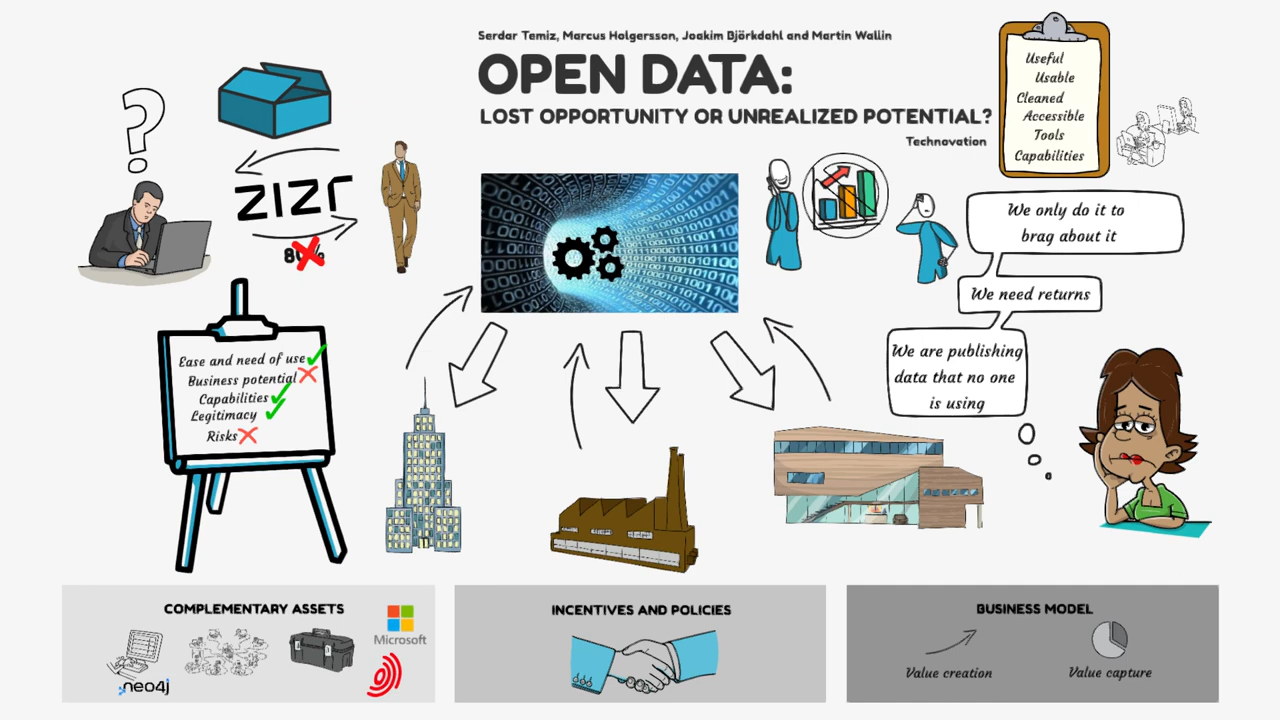 Serdar Temiz, Marcus Holgersson, Joakim Björkdahl and Martin Wallin
OPEN DATA:
LOST OPPORTUNITY OR UNREALIZED POTENTIAL?
Technovation
Useful
Usable
Cleaned
Accessible
Tools
Capabilities
?
ZIZR
We only do it to
brag about it
We need returns
We are publishing
data that no one
is using
Ease and need of use
Business potential
Capabilities
Legitimacy
Risks
COMPLEMENTARY ASSETS
Microsoft
neo4j
INCENTIVES AND POLICIES
BUSINESS MODEL
Value creation
Value capture